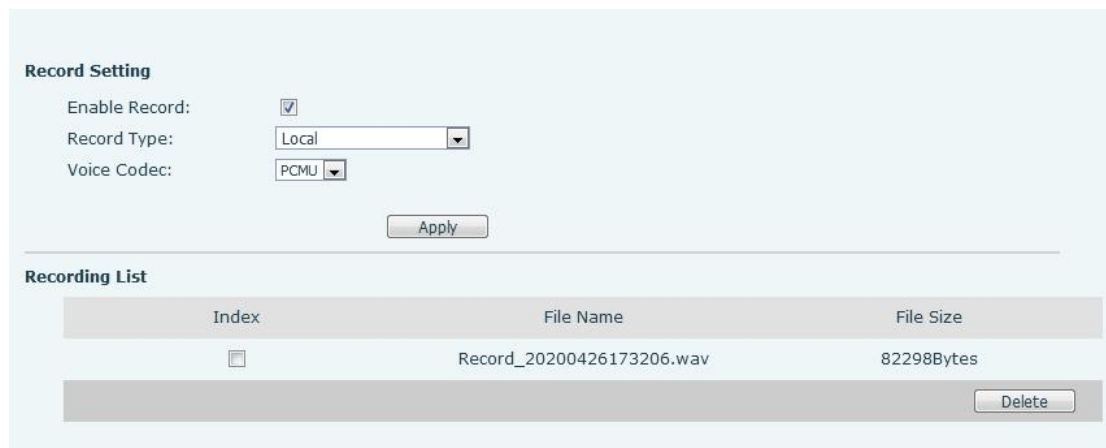 Record Setting
Enable Record:
Record Type: Local
Voice Codec: PCMU
Apply
Recording List
Index File Name File Size
Record_20200426173206.wav 82298Bytes
Delete